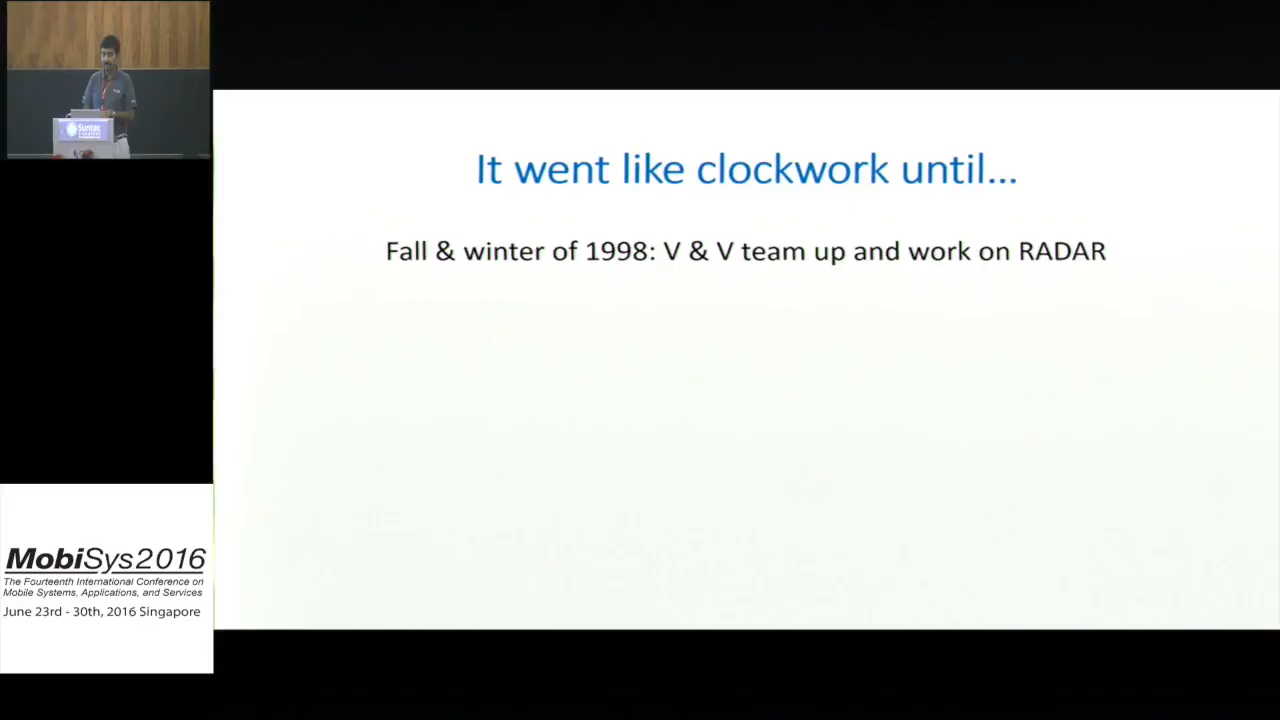 Suntec
It went like clockwork until...
Fall & winter of 1998: V & V team up and work on RADAR
MobiSys2016
The Fourteenth International Conference on
Mobile Systems, Applications, and Services
June 23rd - 30th, 2016 Singapore